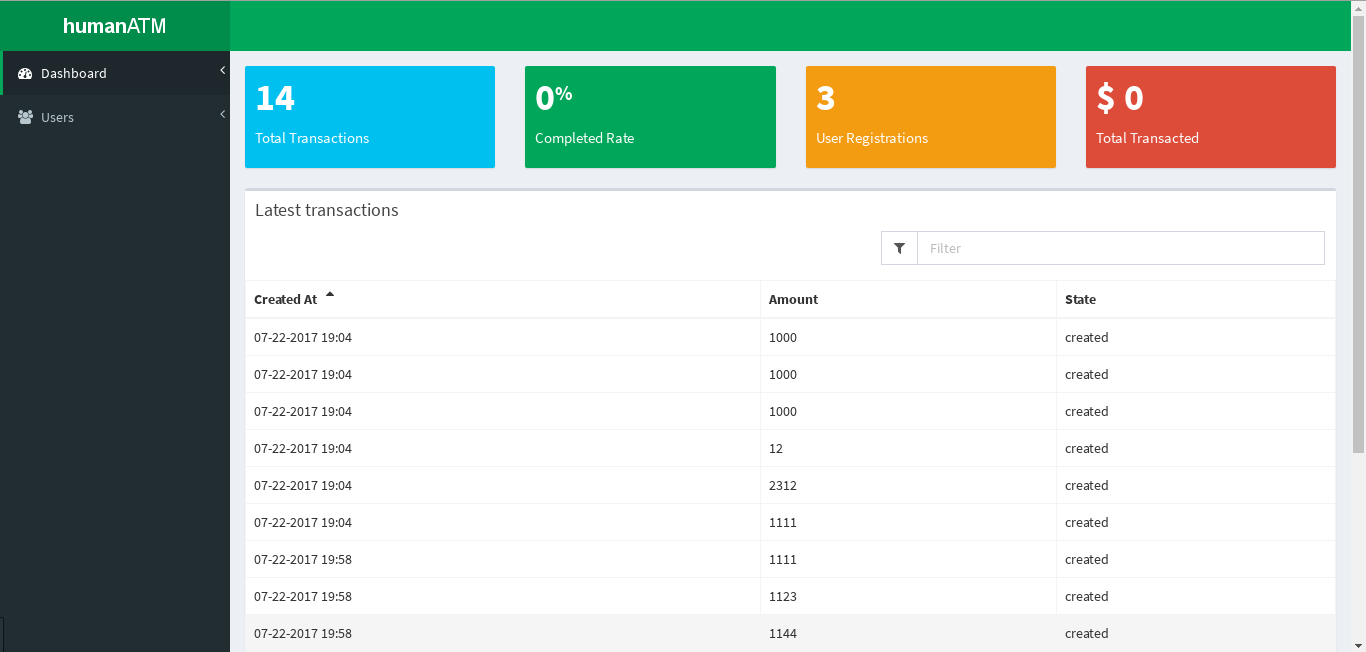 humanATM
Dashboard
Users
14
Total Transactions
0%
Completed Rate
3
User Registrations
$ 0
Total Transacted
Latest transactions
Filter
Created At Amount State
07-22-2017 19:04 1000 created
07-22-2017 19:04 1000 created
07-22-2017 19:04 1000 created
07-22-2017 19:04 12 created
07-22-2017 19:04 2312 created
07-22-2017 19:04 1111 created
07-22-2017 19:58 1111 created
07-22-2017 19:58 1123 created
07-22-2017 19:58 1144 created